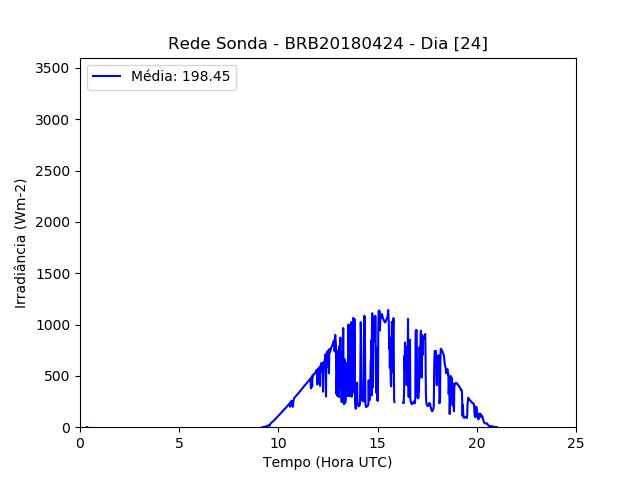 Rede Sonda - BRB20180424 - Dia [24]
Média: 198.45
3500
3000
2500
2000
1500
1000
500
0
Irradiância (Wm-2)
0 5 10 15 20 25
Tempo (Hora UTC)